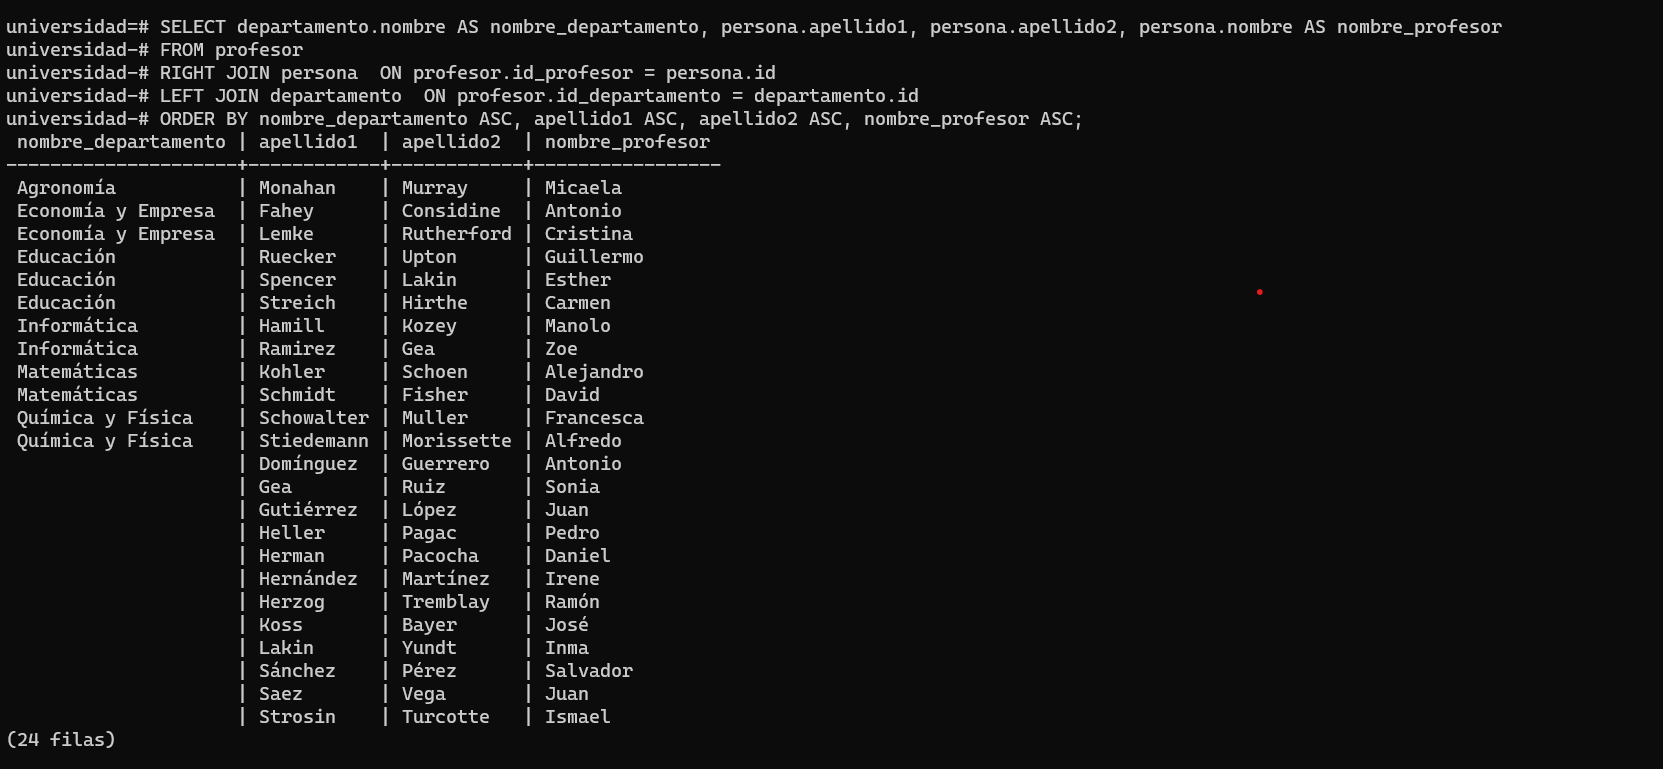 universidad=# SELECT departamento.nombre AS nombre_departamento, persona.apellido1, persona.apellido2, persona.nombre AS nombre_profesor
universidad-# FROM profesor
universidad-# RIGHT JOIN persona  ON profesor.id_profesor = persona.id
universidad-# LEFT JOIN departamento  ON profesor.id_departamento = departamento.id
universidad-# ORDER BY nombre_departamento ASC, apellido1 ASC, apellido2 ASC, nombre_profesor ASC;
 nombre_departamento | apellido1  | apellido2  | nombre_profesor
---------------------+------------+------------+-----------------
 Agronomía           | Monahan    | Murray     | Micaela
 Economía y Empresa  | Fahey      | Considine  | Antonio
 Economía y Empresa  | Lemke      | Rutherford | Cristina
 Educación           | Ruecker    | Upton      | Guillermo
 Educación           | Spencer    | Lakin      | Esther
 Educación           | Streich    | Hirthe     | Carmen
 Informática         | Hamill     | Kozey      | Manolo
 Informática         | Ramirez    | Gea        | Zoe
 Matemáticas         | Kohler     | Schoen     | Alejandro
 Matemáticas         | Schmidt    | Fisher     | David
 Química y Física    | Schowalter | Muller     | Francesca
 Química y Física    | Stiedemann | Morissette | Alfredo
                     | Domínguez  | Guerrero   | Antonio
                     | Gea        | Ruiz       | Sonia
                     | Gutiérrez  | López      | Juan
                     | Heller     | Pagac      | Pedro
                     | Herman     | Pacocha    | Daniel
                     | Hernández  | Martínez   | Irene
                     | Herzog     | Tremblay   | Ramón
                     | Koss       | Bayer      | José
                     | Lakin      | Yundt      | Inma
                     | Sánchez    | Pérez      | Salvador
                     | Saez       | Vega       | Juan
                     | Strosin    | Turcotte   | Ismael
(24 filas)